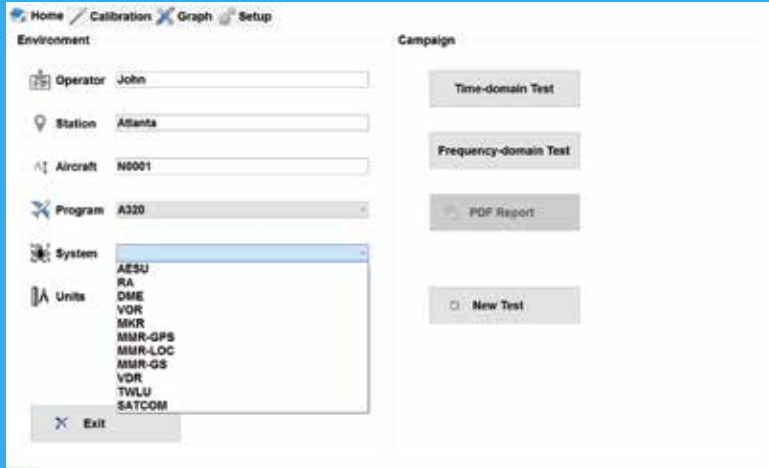 Home Calibration Graph Setup
Environment
Operator John
Station Atlanta
Aircraft N0001
Program A320
System
AESU
RA
DME
VOR
MKR
MMR-GPS
MMR-LOC
MMR-GS
VDR
TWLU
SATCOM
Units
Exit
Campaign
Time-domain Test
Frequency-domain Test
PDF Report
New Test